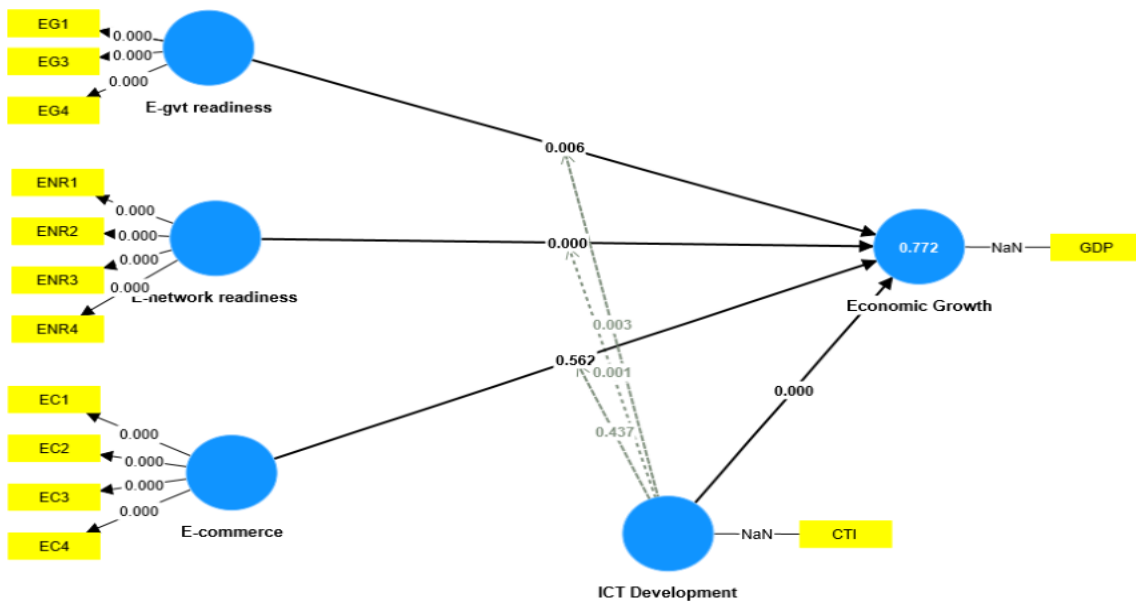 EG1
0.000
EG3
0.000
EG4
0.000
E-gvt readiness
0.006
ENR1
0.000
ENR2
0.000
ENR3
0.000
ENR4
0.000
E-network readiness
0.000
0.772
NaN
GDP
Economic Growth
0.003
0.001
0.562
0.437
0.000
EC1
0.000
EC2
0.000
EC3
0.000
EC4
0.000
E-commerce
NaN
CTI
ICT Development